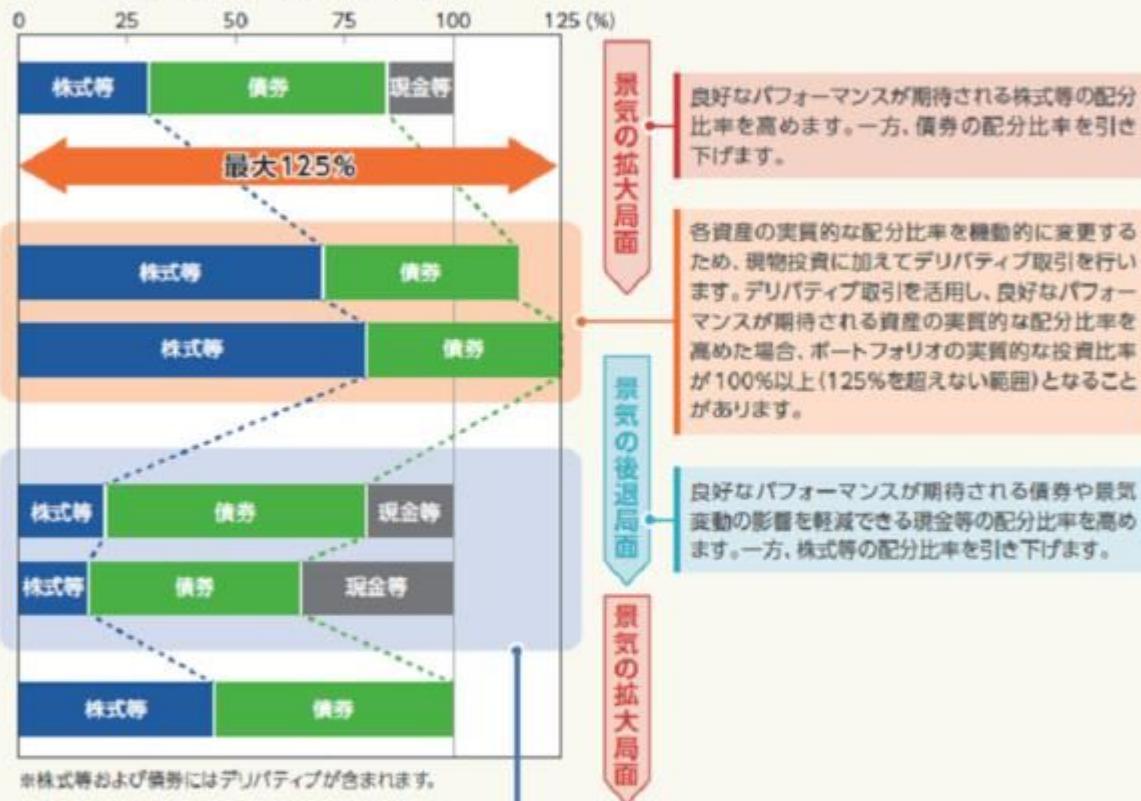 0 25 50 75 100 125 (%)
株式等 債券 現金等
最大125%
株式等 債券
株式等 債券
株式等 債券 現金等
株式等 債券 現金等
株式等 債券
※株式等および債券にはデリバティブが含まれます。
景気の拡大局面
良好なパフォーマンスが期待される株式等の配分
比率を高めます。一方、債券の配分比率を引き
下げます。
各資産の実質的な配分比率を機動的に変更する
ため、現物投資に加えてデリバティブ取引を行い
ます。デリバティブ取引を活用し、良好なパフォー
マンスが期待される資産の実質的な配分比率を
高めた場合、ポートフォリオの実質的な投資比率
が100%以上(125%を超えない範囲)となること
があります。
景気の後退局面
良好なパフォーマンスが期待される債券や景気
変動の影響を軽減できる現金等の配分比率を高め
ます。一方、株式等の配分比率を引き下げます。
景気の拡大局面